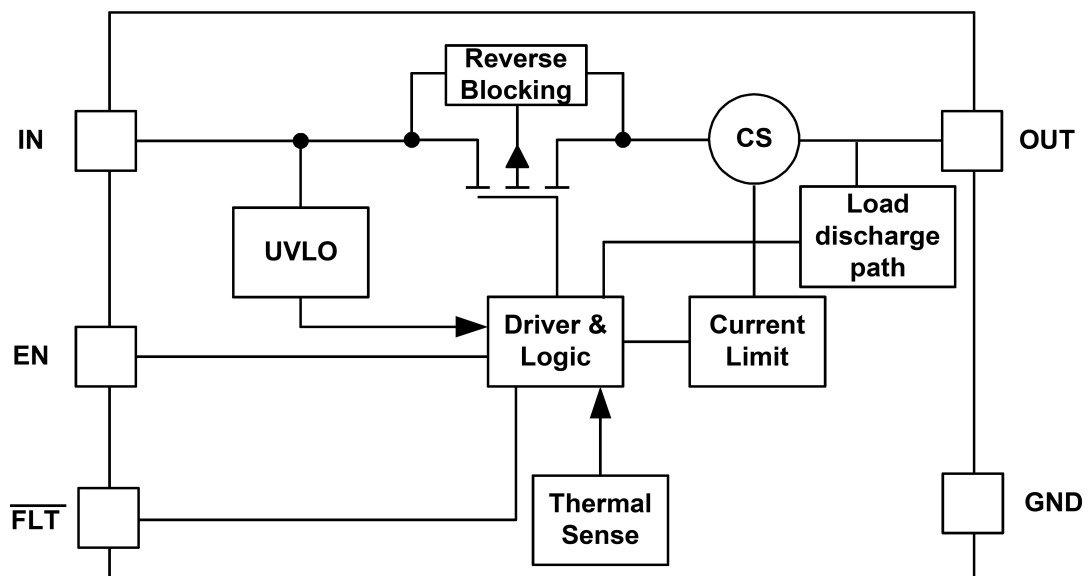 Reverse
Blocking
IN
CS
OUT
Load
discharge
path
UVLO
Driver &
Logic
Current
Limit
EN
Thermal
Sense
FLT
GND